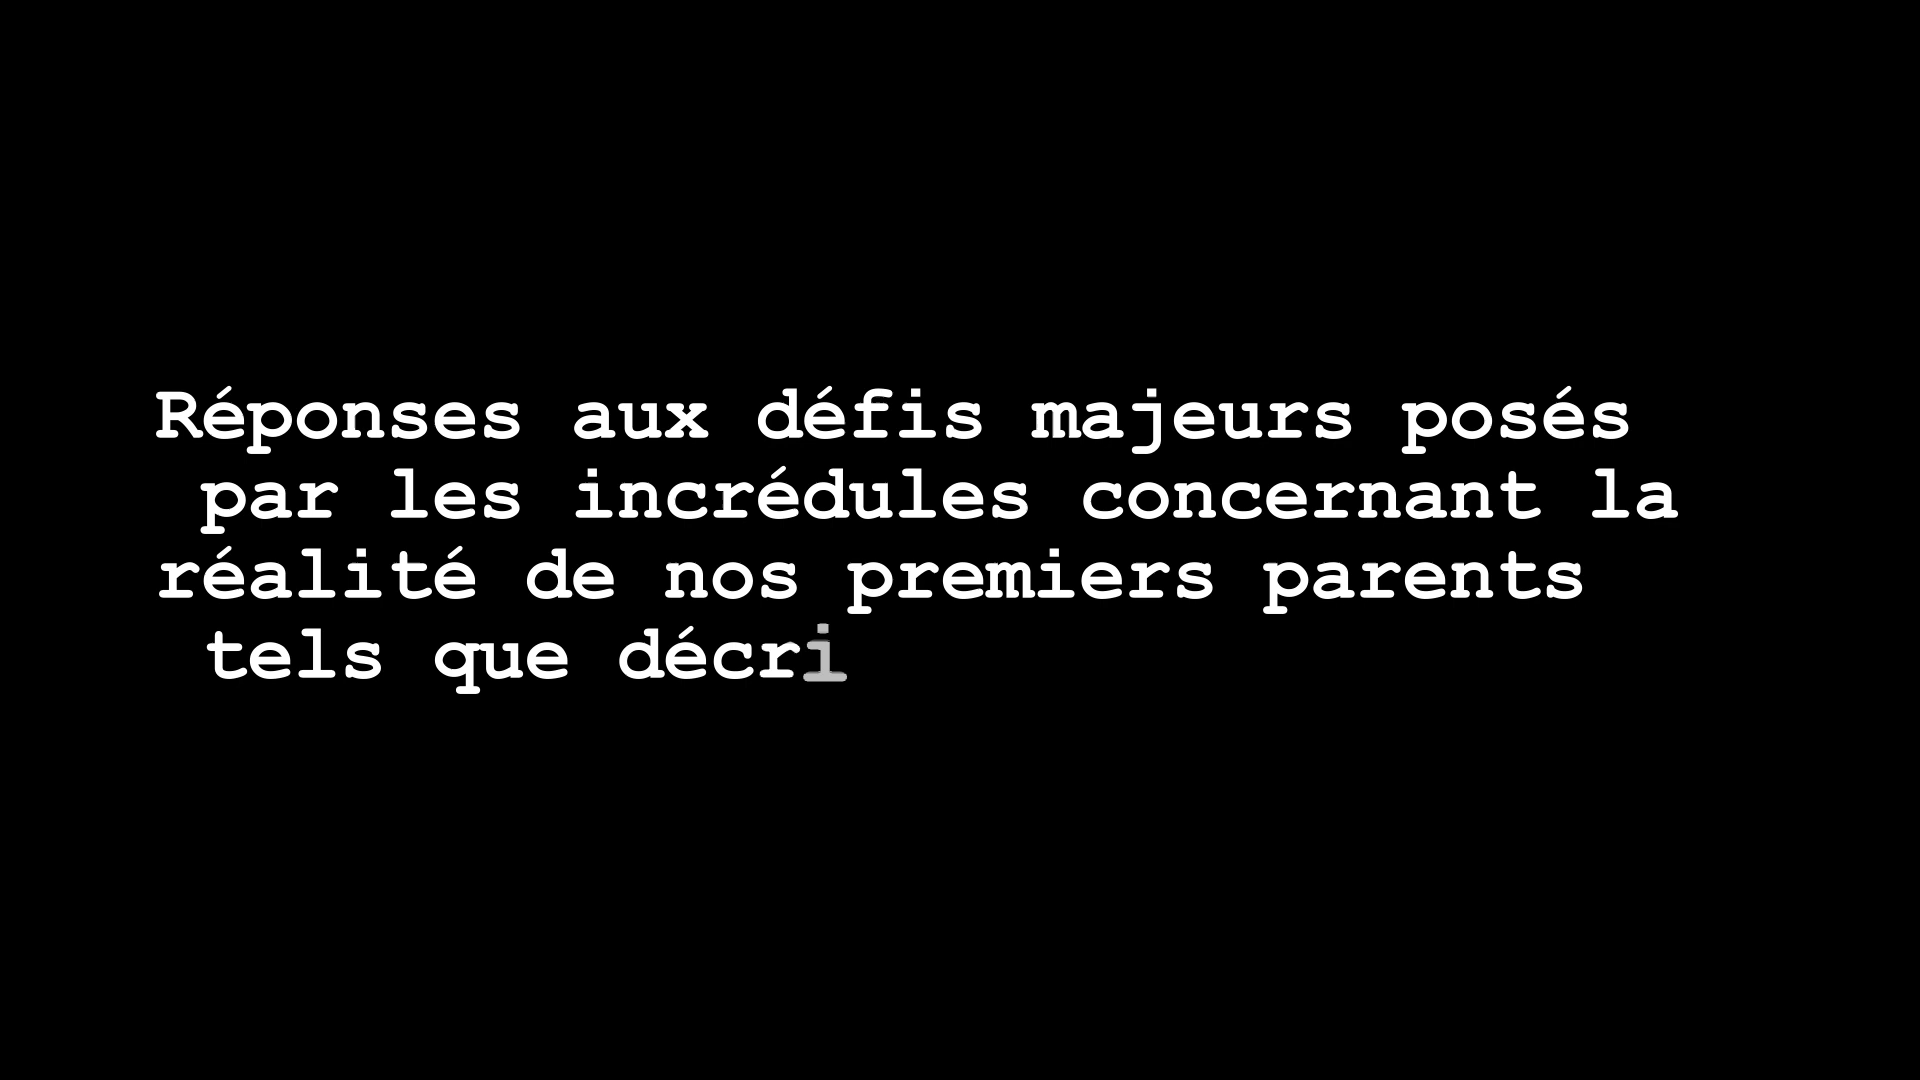 Réponses aux défis majeurs posés
par les incrédules concernant la
réalité de nos premiers parents
tels que décri